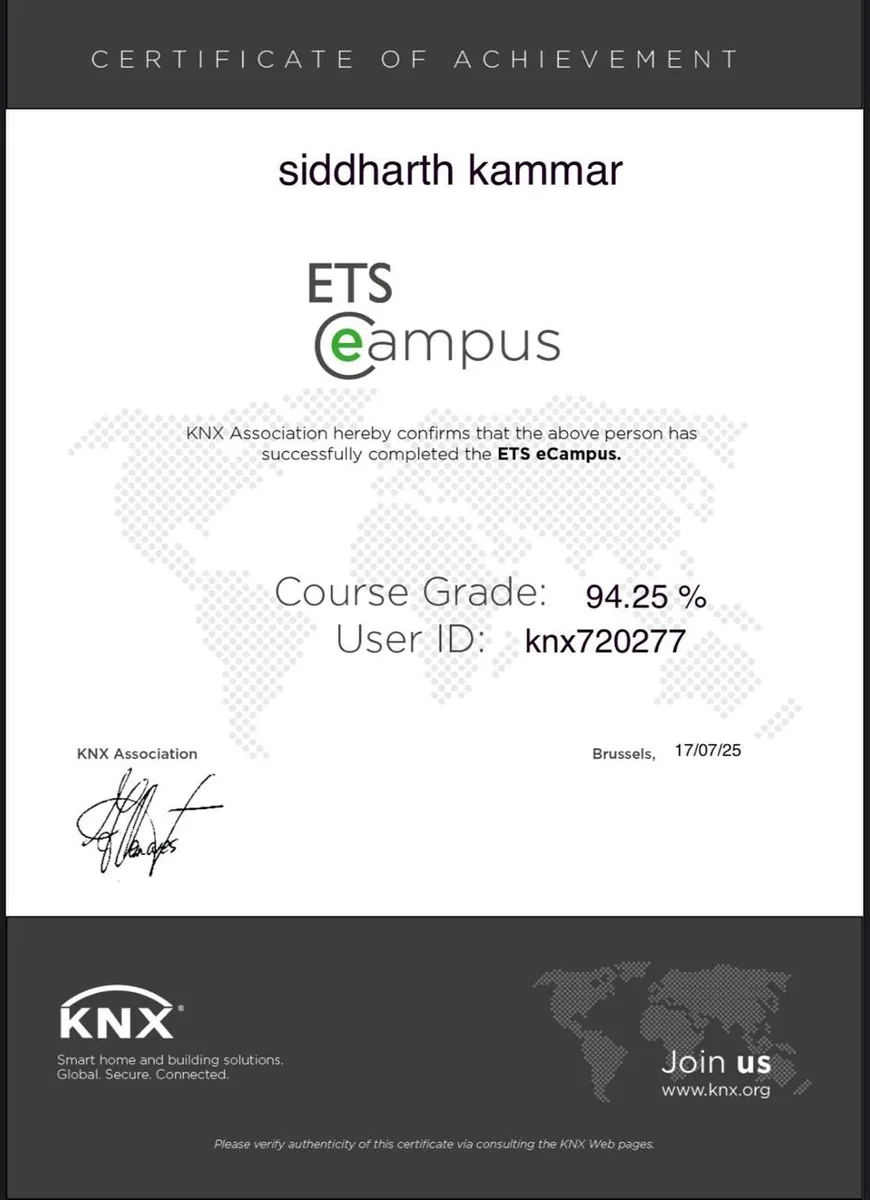 CERTIFICATE OF ACHIEVEMENT
siddharth kammar
ETS
eCampus
KNX Association hereby confirms that the above person has
successfully completed the ETS eCampus.
Course Grade: 94.25 %
User ID: knx720277
KNX Association
Brussels, 17/07/25
KNX®
Smart home and building solutions.
Global. Secure. Connected.
Join us
www.knx.org
Please verify authenticity of this certificate via consulting the KNX Web pages.